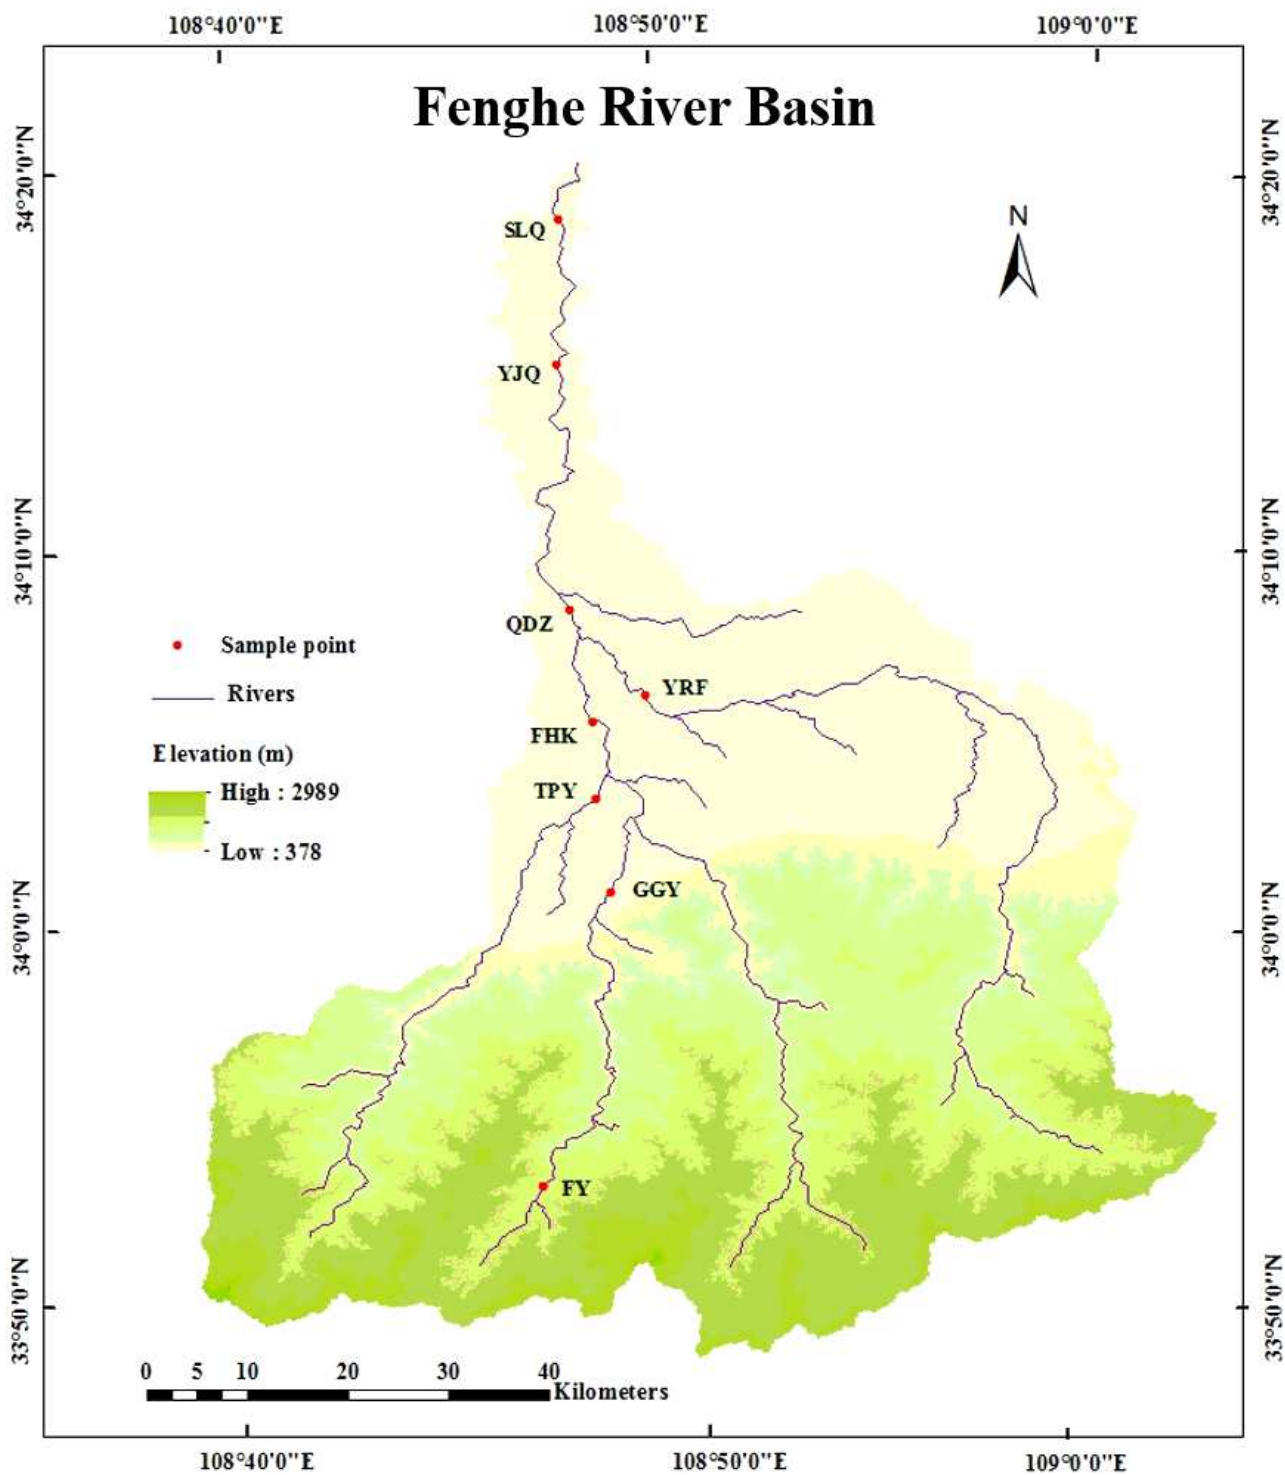 108°40'0"E 108°50'0"E 109°0'0"E
Fenghe River Basin
34°20'0"N
34°20'0"N
N
SLQ
YJQ
34°10'0"N
34°10'0"N
QDZ
Sample point
YRF
Rivers
FHK
Elevation (m)
High : 2989
TPY
Low : 378
GGY
34°0'0"N
34°0'0"N
FY
33°50'0"N
33°50'0"N
0 5 10 20 30 40
Kilometers
108°40'0"E 108°50'0"E 109°0'0"E